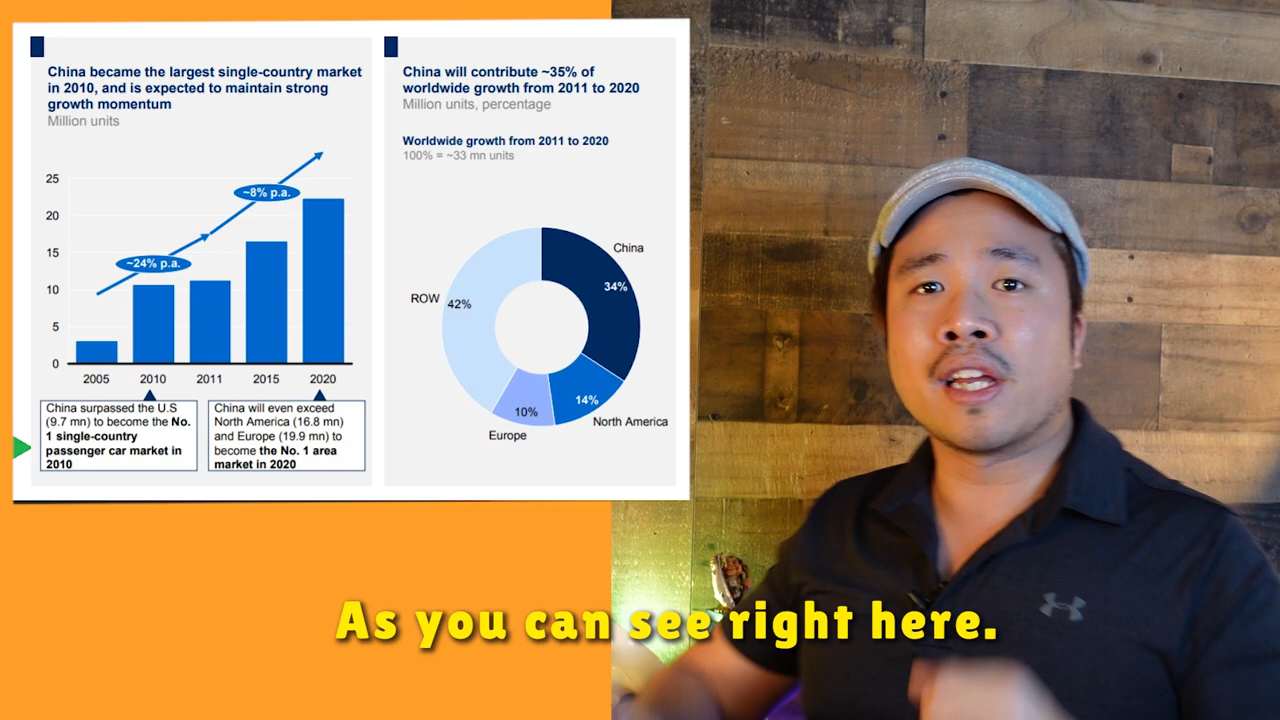 China became the largest single-country market
in 2010, and is expected to maintain strong
growth momentum
Million units
25
20
15
10
5
0
~24% p.a.
~8% p.a.
2005 2010 2011 2015 2020
China surpassed the U.S
(9.7 mn) to become the No.
1 single-country
passenger car market in
2010
China will even exceed
North America (16.8 mn)
and Europe (19.9 mn) to
become the No. 1 area
market in 2020
China will contribute ~35% of
worldwide growth from 2011 to 2020
Million units, percentage
Worldwide growth from 2011 to 2020
100% = ~33 mn units
China
34%
ROW 42%
14%
North America
10%
Europe
As you can see right here.